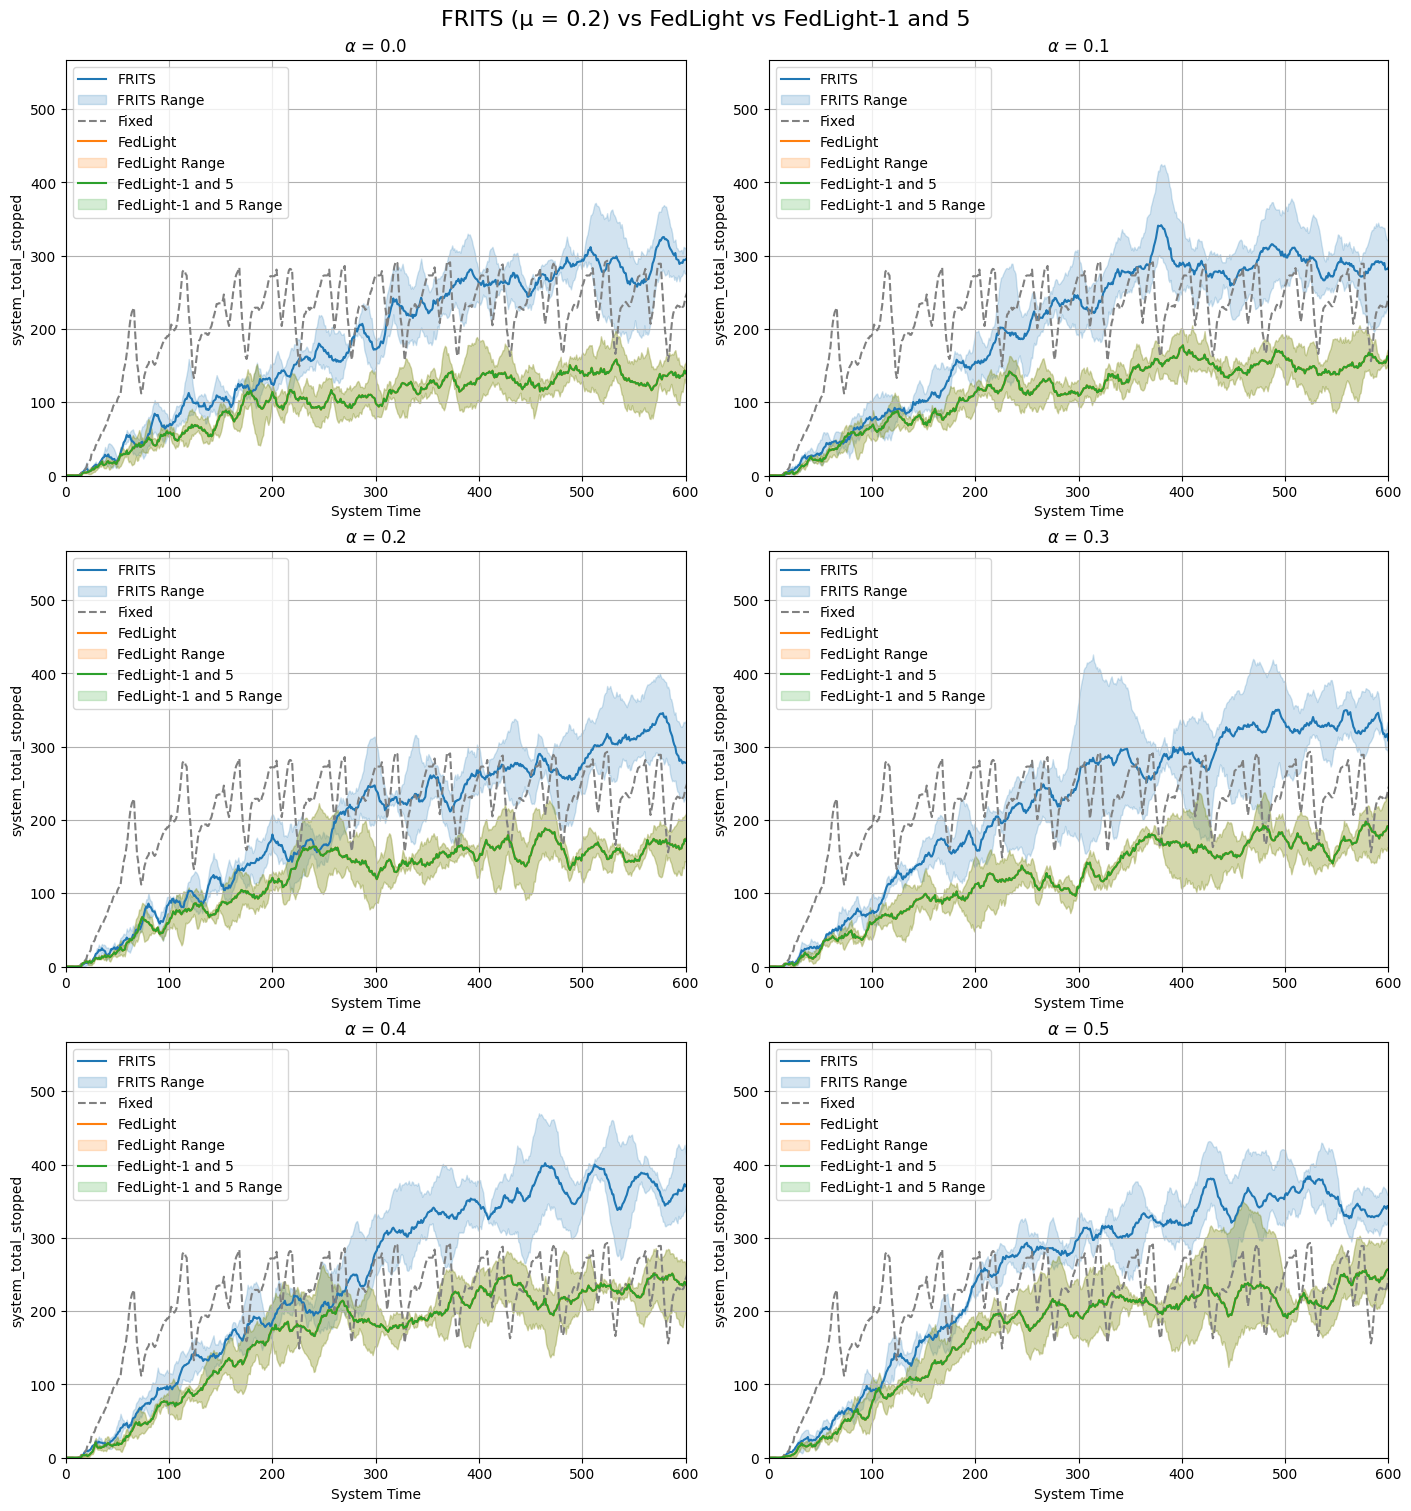 FRITS (μ = 0.2) vs FedLight vs FedLight-1 and 5
α = 0.0
FRITS
FRITS Range
Fixed
FedLight
FedLight Range
FedLight-1 and 5
FedLight-1 and 5 Range
system_total_stopped
500
400
300
200
100
0
0 100 200 300 400 500 600
System Time
α = 0.1
FRITS
FRITS Range
Fixed
FedLight
FedLight Range
FedLight-1 and 5
FedLight-1 and 5 Range
system_total_stopped
500
400
300
200
100
0
0 100 200 300 400 500 600
System Time
α = 0.2
FRITS
FRITS Range
Fixed
FedLight
FedLight Range
FedLight-1 and 5
FedLight-1 and 5 Range
system_total_stopped
500
400
300
200
100
0
0 100 200 300 400 500 600
System Time
α = 0.3
FRITS
FRITS Range
Fixed
FedLight
FedLight Range
FedLight-1 and 5
FedLight-1 and 5 Range
system_total_stopped
500
400
300
200
100
0
0 100 200 300 400 500 600
System Time
α = 0.4
FRITS
FRITS Range
Fixed
FedLight
FedLight Range
FedLight-1 and 5
FedLight-1 and 5 Range
system_total_stopped
500
400
300
200
100
0
0 100 200 300 400 500 600
System Time
α = 0.5
FRITS
FRITS Range
Fixed
FedLight
FedLight Range
FedLight-1 and 5
FedLight-1 and 5 Range
system_total_stopped
500
400
300
200
100
0
0 100 200 300 400 500 600
System Time